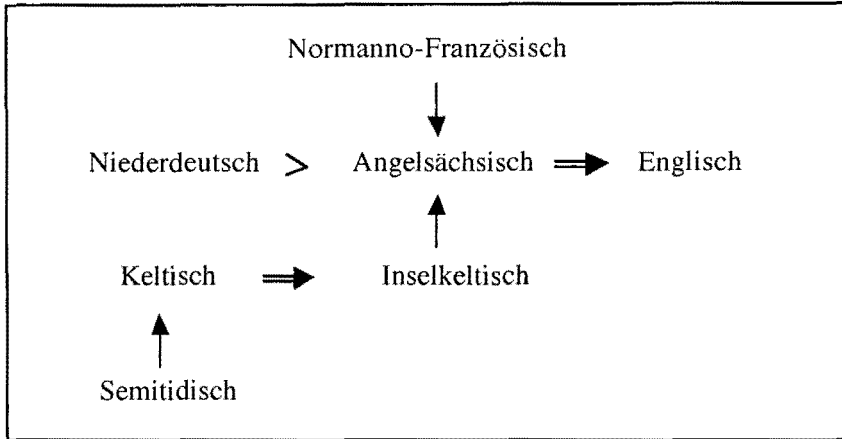 Normanno-Französisch
Niederdeutsch > Angelsächsisch ⇒ Englisch
Keltisch ⇒ Inselkeltisch
Semitidisch